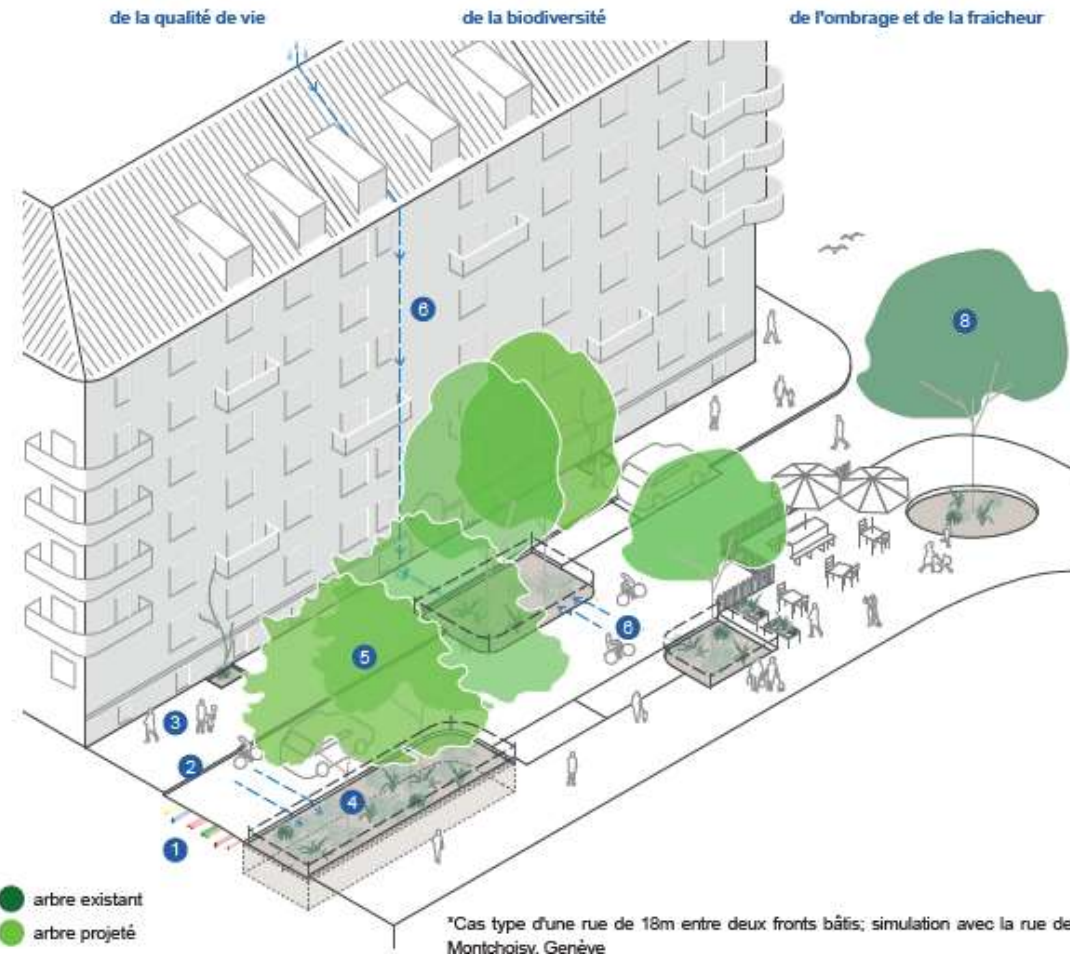 de la qualité de vie
de la biodiversité
de l'ombrage et de la fraicheur
6
8
5
6
3
2
4
1
arbre existant
arbre projeté
*Cas type d'une rue de 18m entre deux fronts bâtis; simulation avec la rue de
Montchoisy, Genève